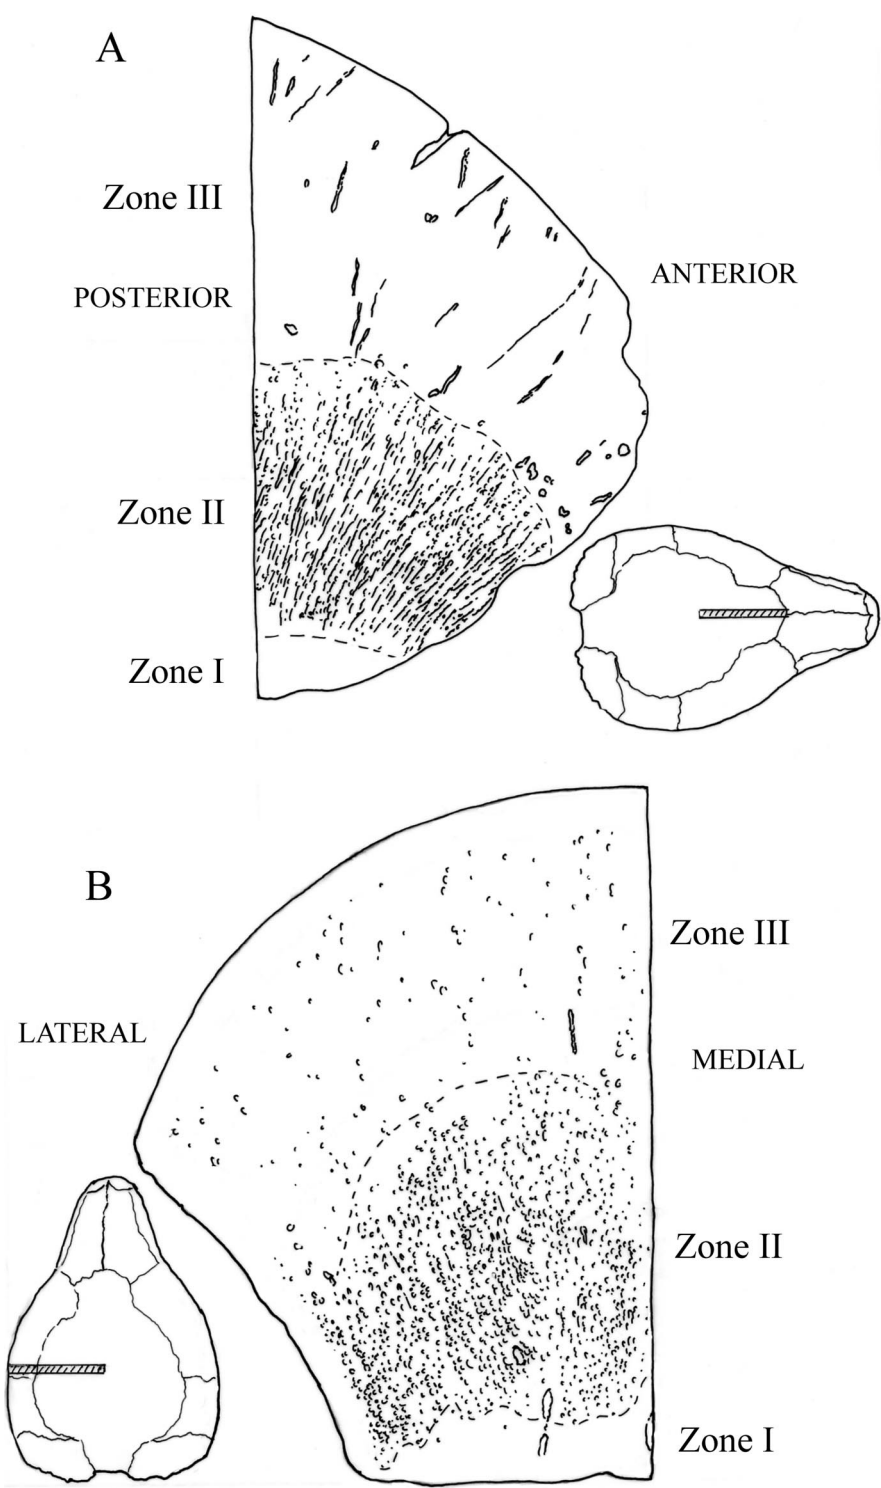 A
Zone III
POSTERIOR
ANTERIOR
Zone II
Zone I
B
Zone III
LATERAL
MEDIAL
Zone II
Zone I